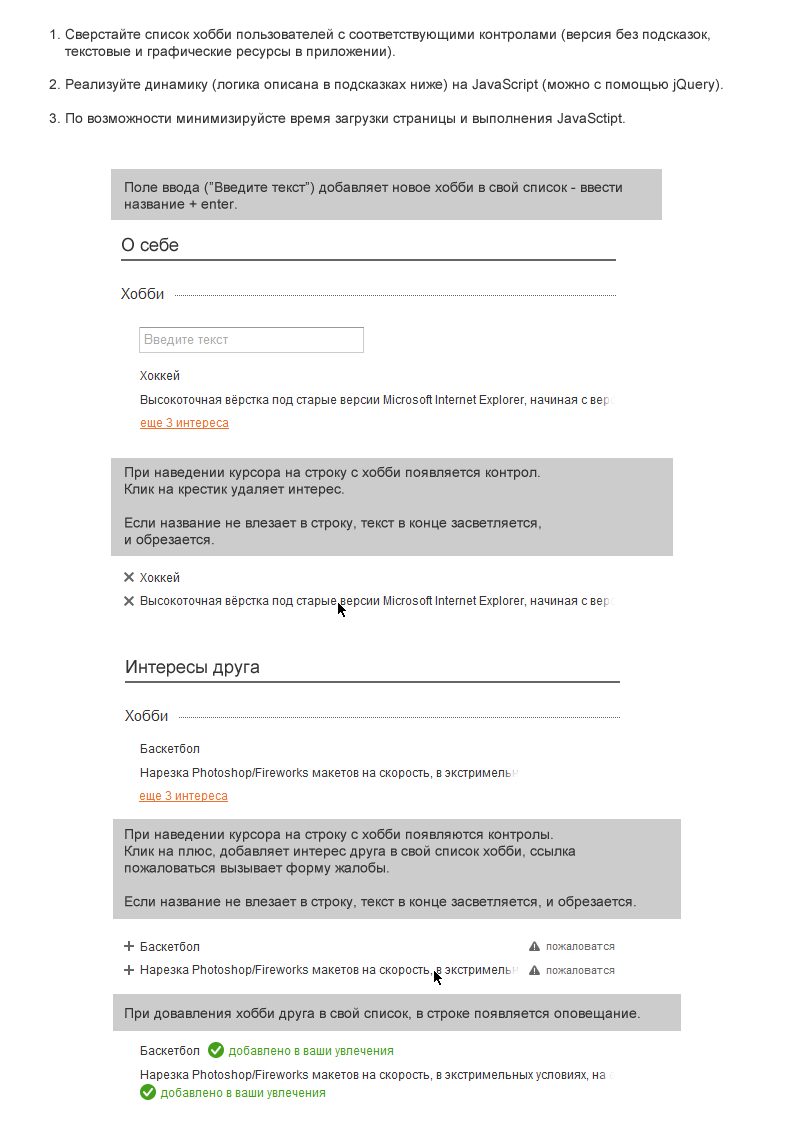 1. Сверстайте список хобби пользователей с соответствующими контролами (версия без подсказок,
текстовые и графические ресурсы в приложении).
2. Реализуйте динамику (логика описана в подсказках ниже) на JavaScript (можно с помощью jQuery).
3. По возможности минимизируйсте время загрузки страницы и выполнения JavaSctipt.
Поле ввода ("Введите текст") добавляет новое хобби в свой список - ввести
название + enter.
О себе
Хобби
Введите текст
Хоккей
Высокоточная вёрстка под старые версии Microsoft Internet Explorer, начиная с вер
еще 3 интереса
При наведении курсора на строку с хобби появляется контрол.
Клик на крестик удаляет интерес.
Если название не влезает в строку, текст в конце засветляется,
и обрезается.
Хоккей
Высокоточная вёрстка под старые версии Microsoft Internet Explorer, начиная с вер
Интересы друга
Хобби
Баскетбол
Нарезка Photoshop/Fireworks макетов на скорость, в экстримельн
еще 3 интереса
При наведении курсора на строку с хобби появляются контролы.
Клик на плюс, добавляет интерес друга в свой список хобби, ссылка
пожаловаться вызывает форму жалобы.
Если название не влезает в строку, текст в конце засветляется, и обрезается.
Баскетбол пожаловатся
Нарезка Photoshop/Fireworks макетов на скорость, в экстримельн пожаловатся
При довавления хобби друга в свой список, в строке появляется оповещание.
Баскетбол добавлено в ваши увлечения
Нарезка Photoshop/Fireworks макетов на скорость, в экстримельных условиях, на
добавлено в ваши увлечения